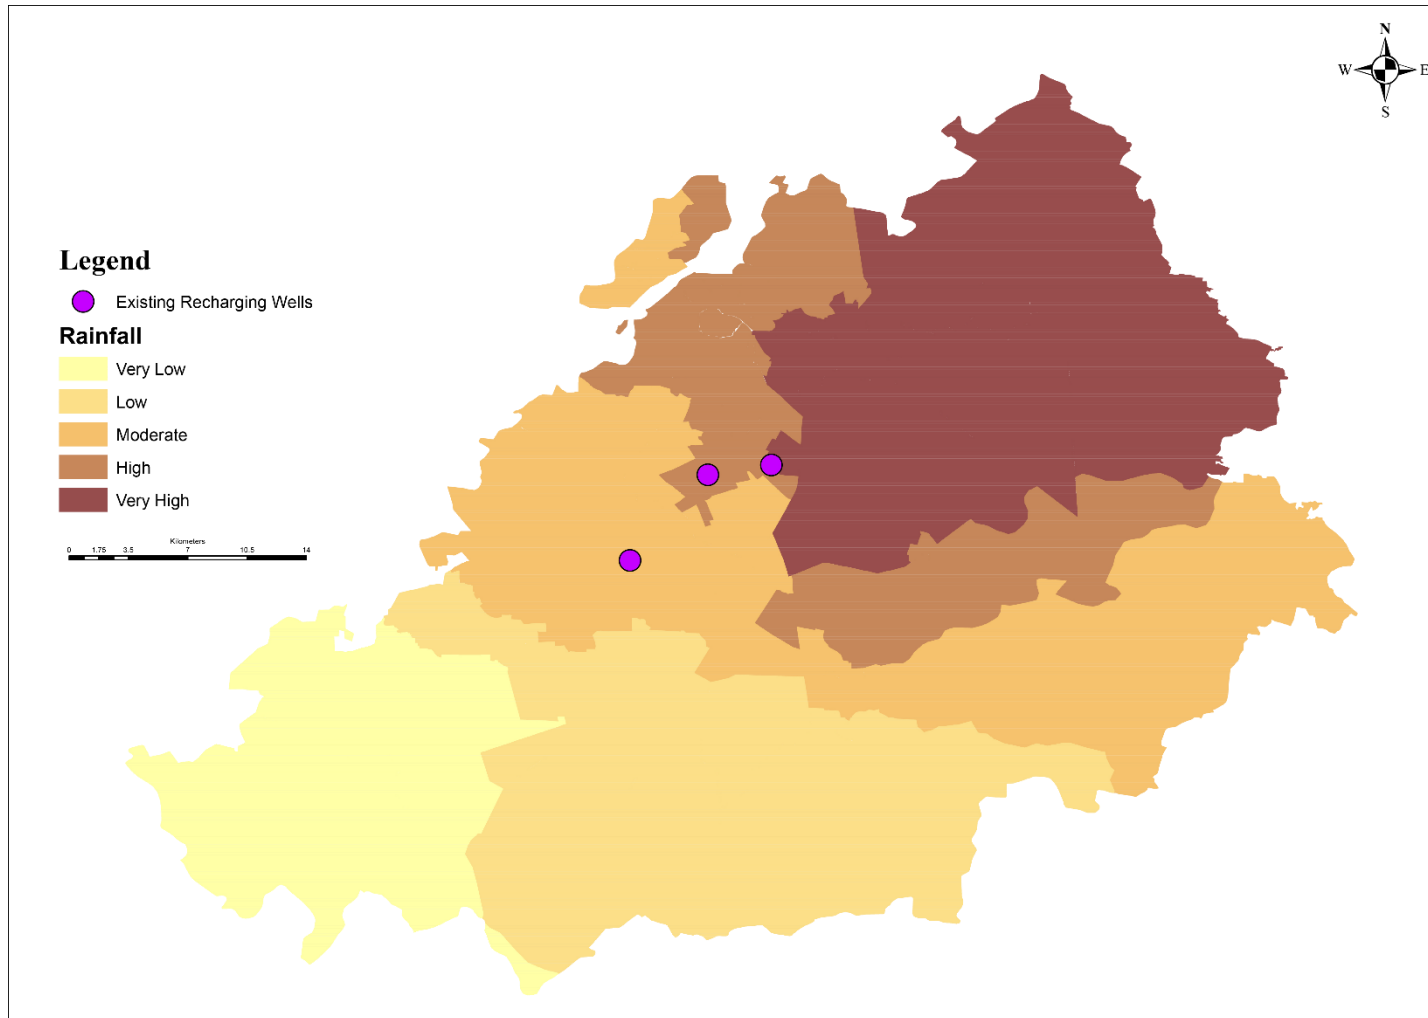 N
W E
S
Legend
Existing Recharging Wells
Rainfall
Very Low
Low
Moderate
High
Very High
Kilometers
0 1.75 3.5 7 10.5 14